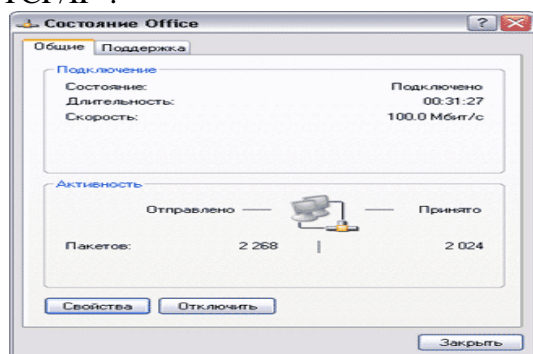 Состояние Office
Общие Поддержка
Подключение
Состояние: Подключено
Длительность: 00:31:27
Скорость: 100.0 Мбит/с
Активность
Отправлено — — Принято
Пакетов: 2 268 | 2 024
Свойства Отключить
Закрыть